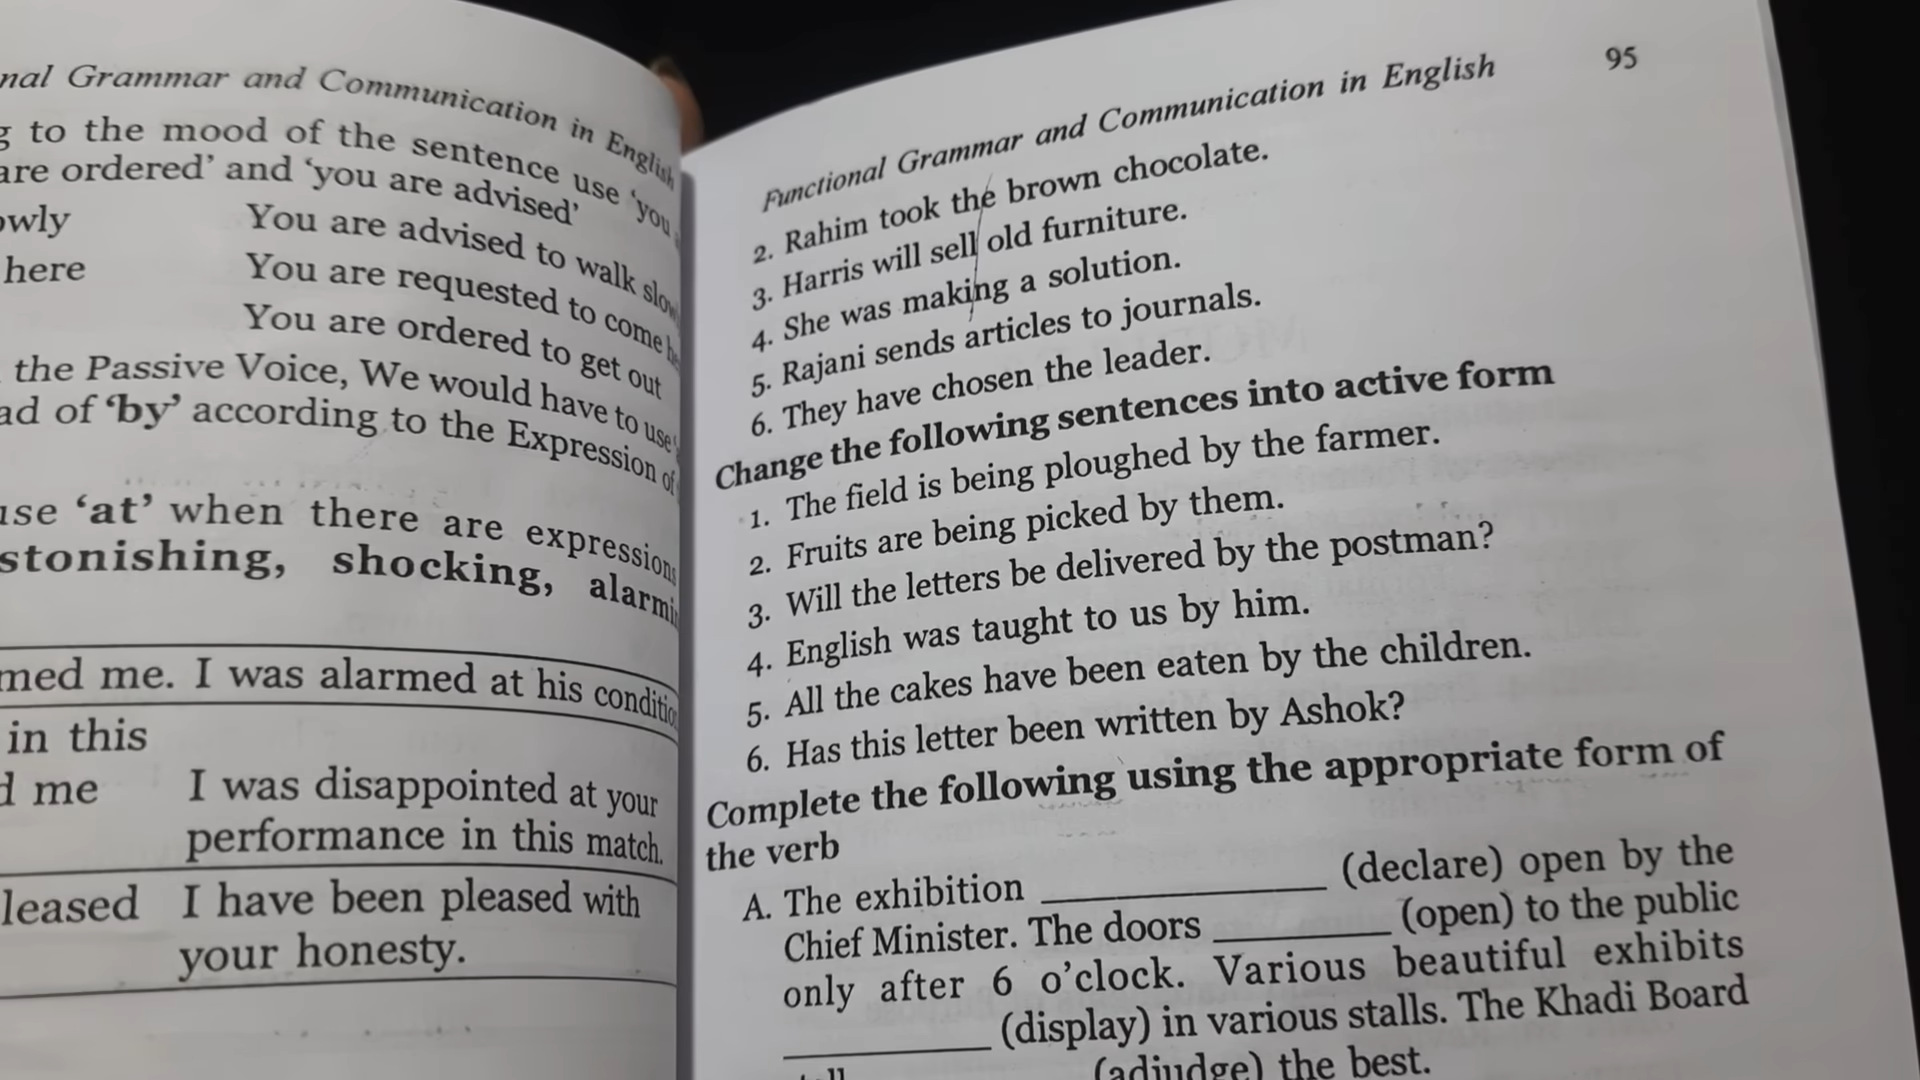 nal Grammar and Communication in English
to the mood of the sentence use 'you
are ordered' and 'you are advised'
owly You are advised to walk slow
here You are requested to come he
You are ordered to get out
the Passive Voice, We would have to use
ad of 'by' according to the Expression of
use 'at' when there are expressions
stonishing, shocking, alarmi
med me. I was alarmed at his conditio
in this
d me I was disappointed at your
performance in this match.
leased I have been pleased with
your honesty.
Functional Grammar and Communication in English 95
2. Rahim took the brown chocolate.
3. Harris will sell old furniture.
4. She was making a solution.
5. Rajani sends articles to journals.
6. They have chosen the leader.
Change the following sentences into active form
1. The field is being ploughed by the farmer.
2. Fruits are being picked by them.
3. Will the letters be delivered by the postman?
4. English was taught to us by him.
5. All the cakes have been eaten by the children.
6. Has this letter been written by Ashok?
Complete the following using the appropriate form of
the verb
A. The exhibition ____________ (declare) open by the
Chief Minister. The doors ________ (open) to the public
only after 6 o'clock. Various beautiful exhibits
_________ (display) in various stalls. The Khadi Board
(adjudge) the best.